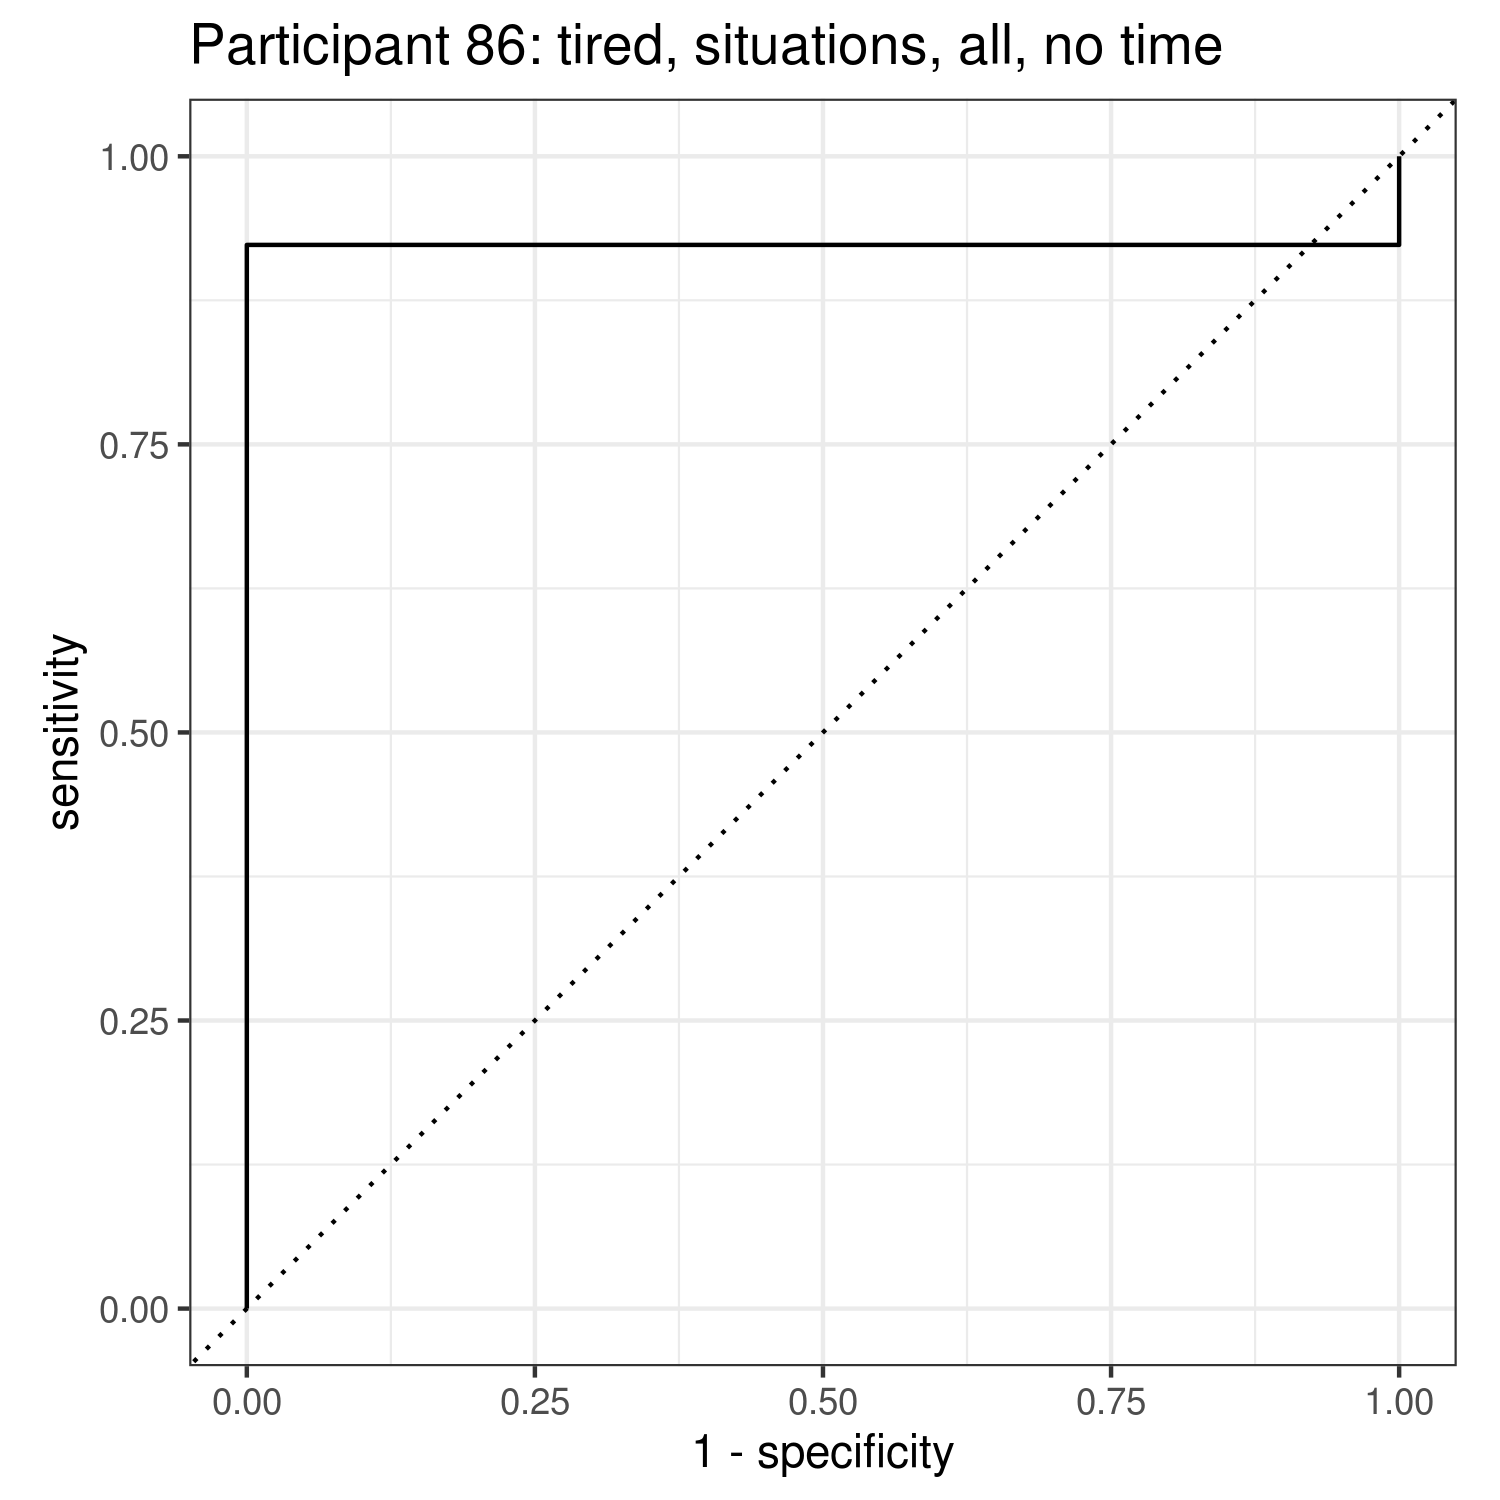 Participant 86: tired, situations, all, no time
1.00
0.75
0.50
0.25
0.00
sensitivity
0.00 0.25 0.50 0.75 1.00
1 - specificity